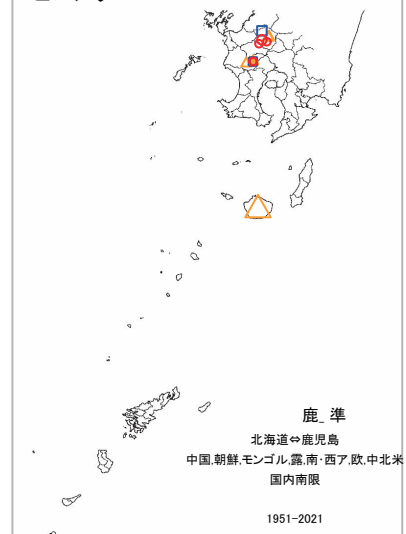 鹿_準
北海道⇔鹿児島
中国,朝鮮,モンゴル,露,南・西ア,欧,中北米
国内南限
1951-2021